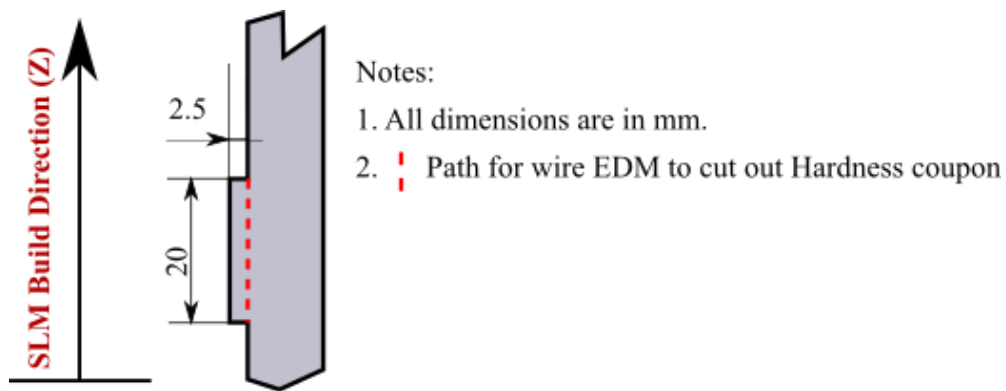 SLM Build Direction (Z)
2.5
20
Notes:
1. All dimensions are in mm.
2. Path for wire EDM to cut out Hardness coupon